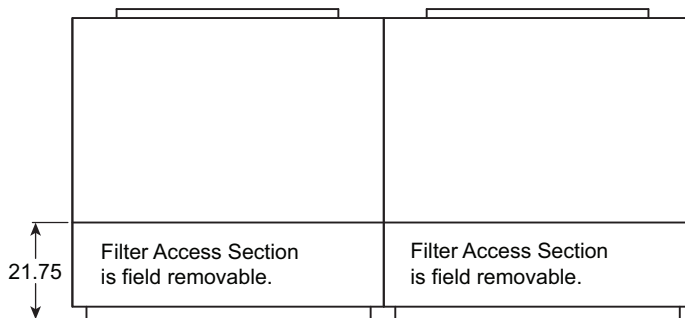 Filter Access Section
is field removable.
Filter Access Section
is field removable.
21.75